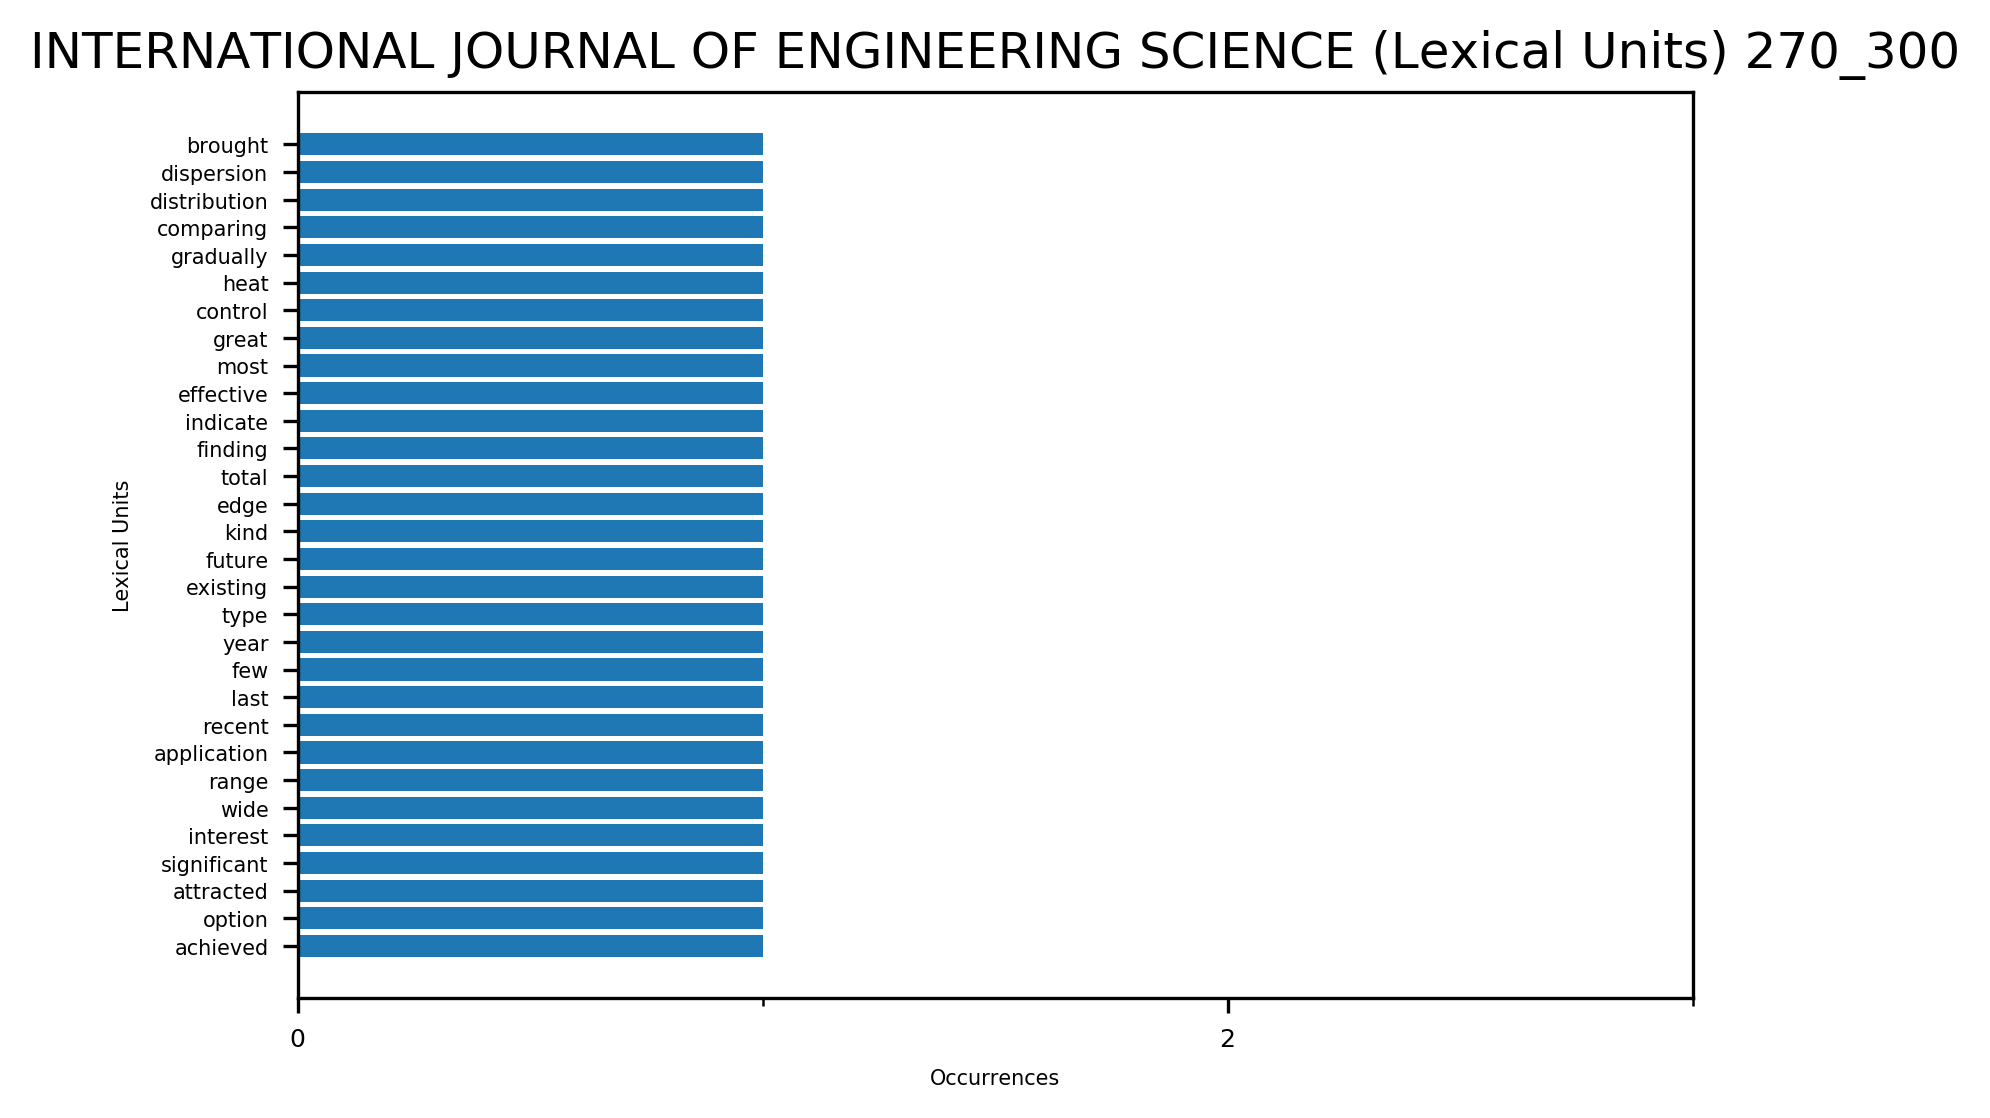 INTERNATIONAL JOURNAL OF ENGINEERING SCIENCE (Lexical Units) 270_300
brought
dispersion
distribution
comparing
gradually
heat
control
great
most
effective
indicate
finding
total
edge
kind
future
existing
type
year
few
last
recent
application
range
wide
interest
significant
attracted
option
achieved
Lexical Units
0 2
Occurrences